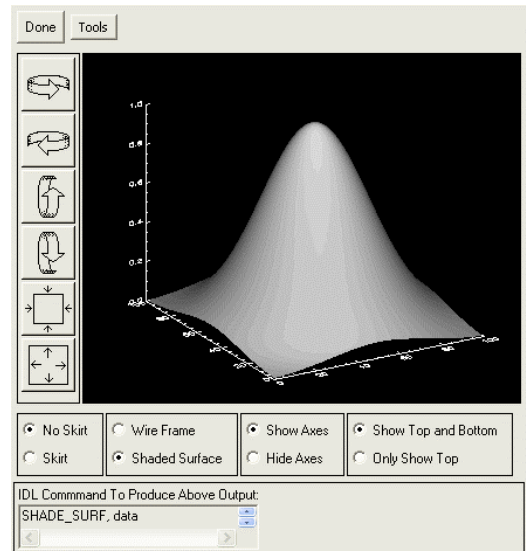 Done Tools
1.0
0.8
0.6
0.4
0.2
No Skirt Wire Frame Show Axes Show Top and Bottom
Skirt Shaded Surface Hide Axes Only Show Top
IDL Commmand To Produce Above Output:
SHADE_SURF, data